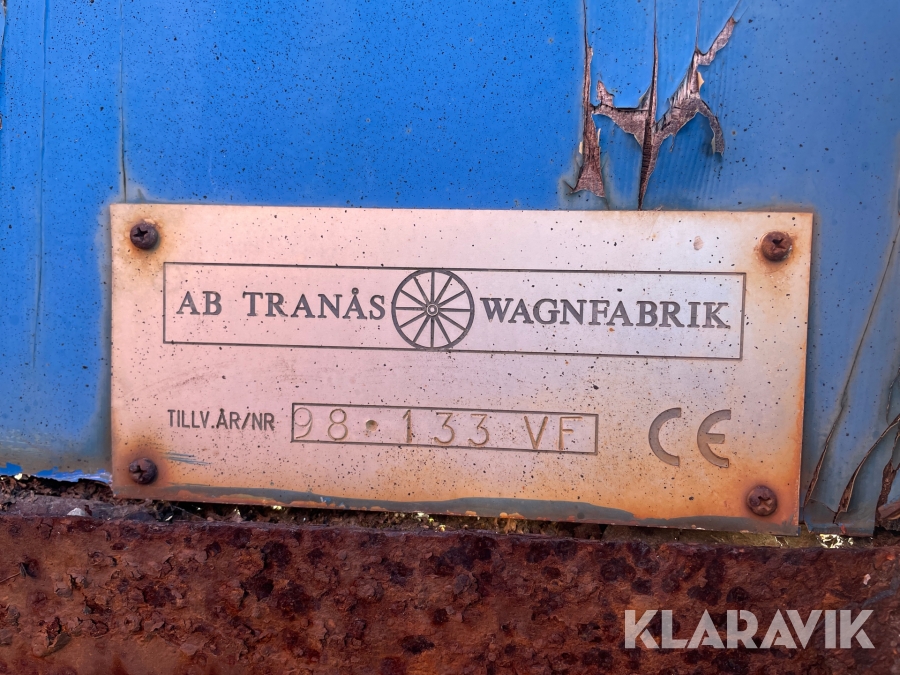 AB TRANÅS WAGNFABRIK
TILLV.ÅR/NR 98•133 VF CE
KLARAVIK